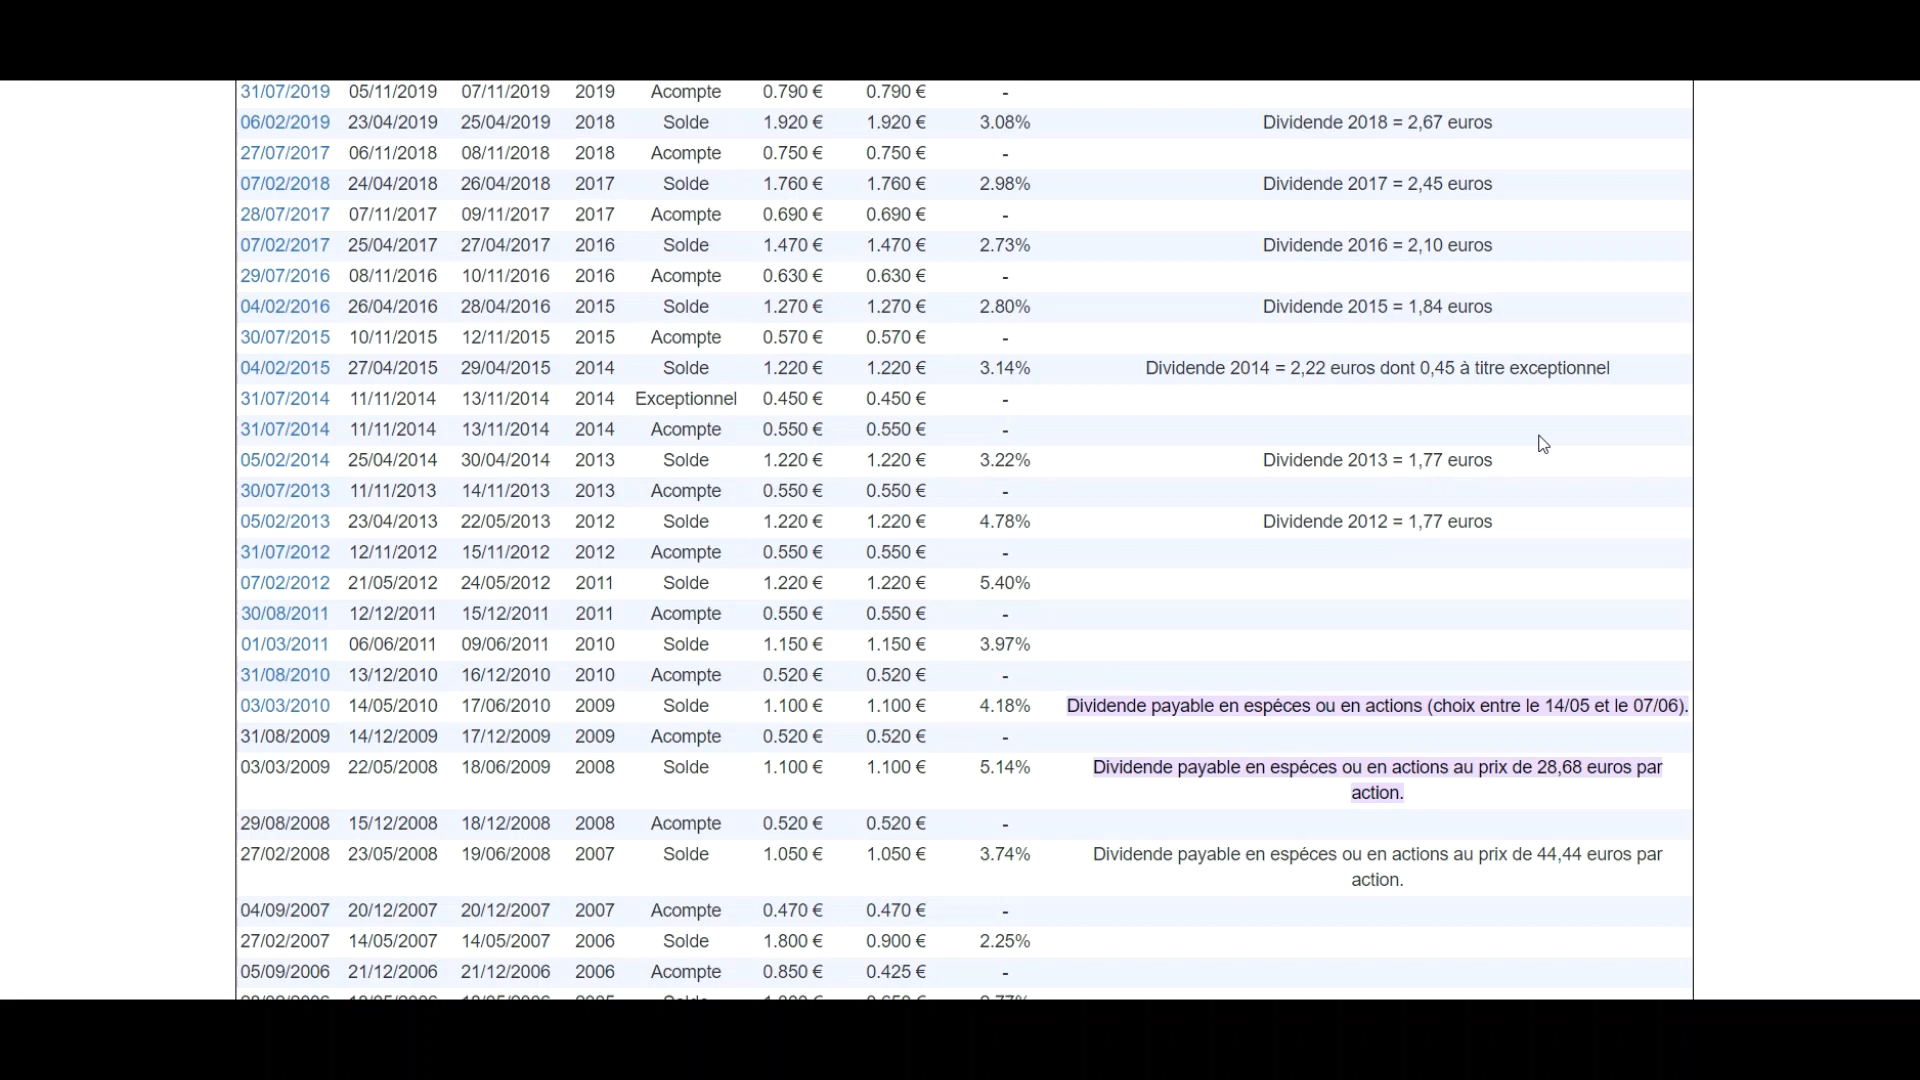 31/07/2019 05/11/2019 07/11/2019 2019 Acompte 0.790 € 0.790 € -
06/02/2019 23/04/2019 25/04/2019 2018 Solde 1.920 € 1.920 € 3.08% Dividende 2018 = 2,67 euros
27/07/2017 06/11/2018 08/11/2018 2018 Acompte 0.750 € 0.750 € -
07/02/2018 24/04/2018 26/04/2018 2017 Solde 1.760 € 1.760 € 2.98% Dividende 2017 = 2,45 euros
28/07/2017 07/11/2017 09/11/2017 2017 Acompte 0.690 € 0.690 € -
07/02/2017 25/04/2017 27/04/2017 2016 Solde 1.470 € 1.470 € 2.73% Dividende 2016 = 2,10 euros
29/07/2016 08/11/2016 10/11/2016 2016 Acompte 0.630 € 0.630 € -
04/02/2016 26/04/2016 28/04/2016 2015 Solde 1.270 € 1.270 € 2.80% Dividende 2015 = 1,84 euros
30/07/2015 10/11/2015 12/11/2015 2015 Acompte 0.570 € 0.570 € -
04/02/2015 27/04/2015 29/04/2015 2014 Solde 1.220 € 1.220 € 3.14% Dividende 2014 = 2,22 euros dont 0,45 à titre exceptionnel
31/07/2014 11/11/2014 13/11/2014 2014 Exceptionnel 0.450 € 0.450 € -
31/07/2014 11/11/2014 13/11/2014 2014 Acompte 0.550 € 0.550 € -
05/02/2014 25/04/2014 30/04/2014 2013 Solde 1.220 € 1.220 € 3.22% Dividende 2013 = 1,77 euros
30/07/2013 11/11/2013 14/11/2013 2013 Acompte 0.550 € 0.550 € -
05/02/2013 23/04/2013 22/05/2013 2012 Solde 1.220 € 1.220 € 4.78% Dividende 2012 = 1,77 euros
31/07/2012 12/11/2012 15/11/2012 2012 Acompte 0.550 € 0.550 € -
07/02/2012 21/05/2012 24/05/2012 2011 Solde 1.220 € 1.220 € 5.40%
30/08/2011 12/12/2011 15/12/2011 2011 Acompte 0.550 € 0.550 € -
01/03/2011 06/06/2011 09/06/2011 2010 Solde 1.150 € 1.150 € 3.97%
31/08/2010 13/12/2010 16/12/2010 2010 Acompte 0.520 € 0.520 € -
03/03/2010 14/05/2010 17/06/2010 2009 Solde 1.100 € 1.100 € 4.18% Dividende payable en espéces ou en actions (choix entre le 14/05 et le 07/06).
31/08/2009 14/12/2009 17/12/2009 2009 Acompte 0.520 € 0.520 € -
03/03/2009 22/05/2008 18/06/2009 2008 Solde 1.100 € 1.100 € 5.14% Dividende payable en espéces ou en actions au prix de 28,68 euros par
action.
29/08/2008 15/12/2008 18/12/2008 2008 Acompte 0.520 € 0.520 € -
27/02/2008 23/05/2008 19/06/2008 2007 Solde 1.050 € 1.050 € 3.74% Dividende payable en espéces ou en actions au prix de 44,44 euros par
action.
04/09/2007 20/12/2007 20/12/2007 2007 Acompte 0.470 € 0.470 € -
27/02/2007 14/05/2007 14/05/2007 2006 Solde 1.800 € 0.900 € 2.25%
05/09/2006 21/12/2006 21/12/2006 2006 Acompte 0.850 € 0.425 € -